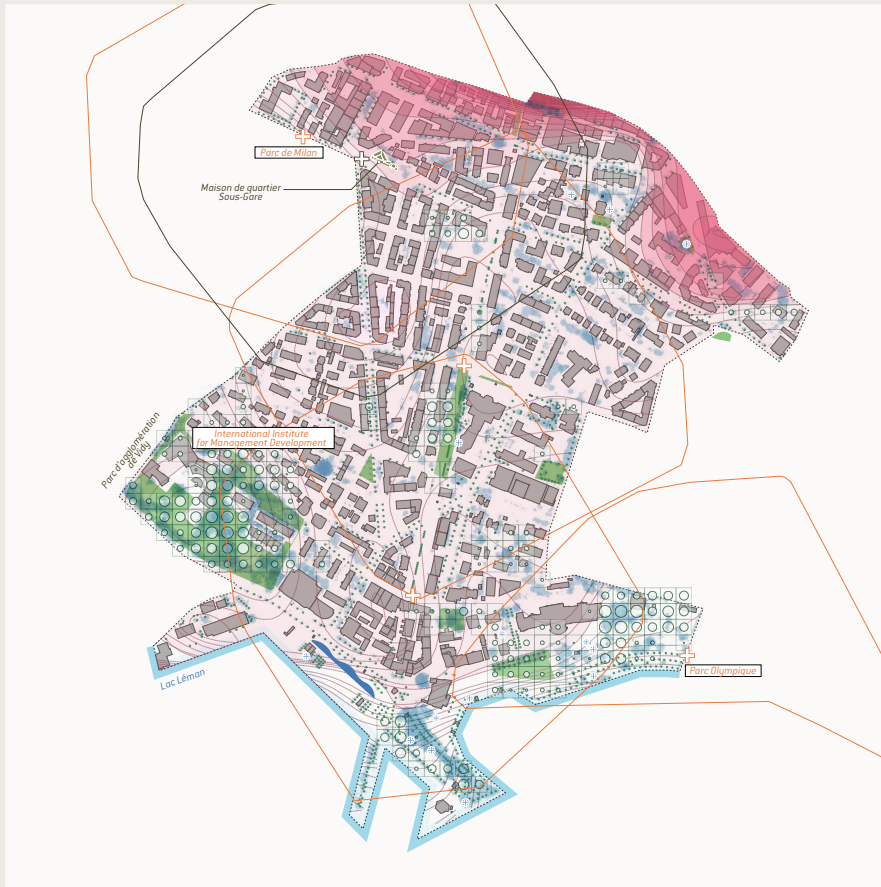 Parc de Milan
Maison de quartier
Sous-Gare
Parc d'agglomération
de Vidy
International Institute
for Management Development
Lac Léman
Parc Olympique